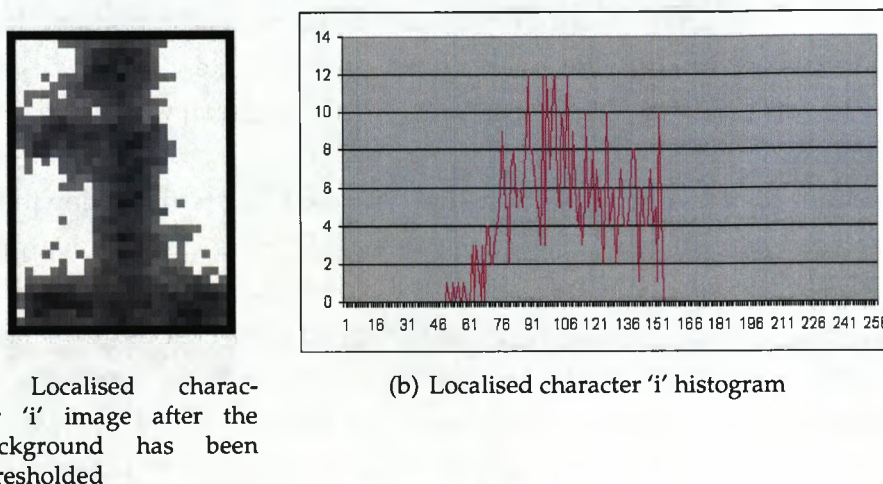 14
12
10
8
6
4
2
0
1 16 31 46 61 76 91 106 121 136 151 166 181 196 211 226 241 256
Localised charac-
'i' image after the
ckground has been
resholded
(b) Localised character 'i' histogram